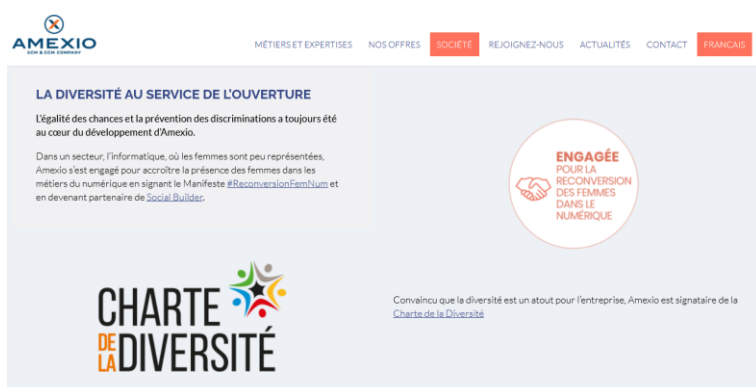 AMEXIO
ECM & CCM COMPANY
MÉTIERS ET EXPERTISES NOS OFFRES SOCIÉTÉ REJOIGNEZ-NOUS ACTUALITÉS CONTACT FRANCAIS
LA DIVERSITÉ AU SERVICE DE L'OUVERTURE
L'égalité des chances et la prévention des discriminations a toujours été
au cœur du développement d'Amexio.
Dans un secteur, l'informatique, où les femmes sont peu représentées,
Amexio s'est engagé pour accroître la présence des femmes dans les
métiers du numérique en signant le Manifeste #ReconversionFemNum et
en devenant partenaire de Social Builder.
ENGAGÉE
POUR LA
RECONVERSION
DES FEMMES
DANS LE
NUMÉRIQUE
CHARTE
DE LA DIVERSITÉ
Convaincu que la diversité est un atout pour l'entreprise, Amexio est signataire de la
Charte de la Diversité